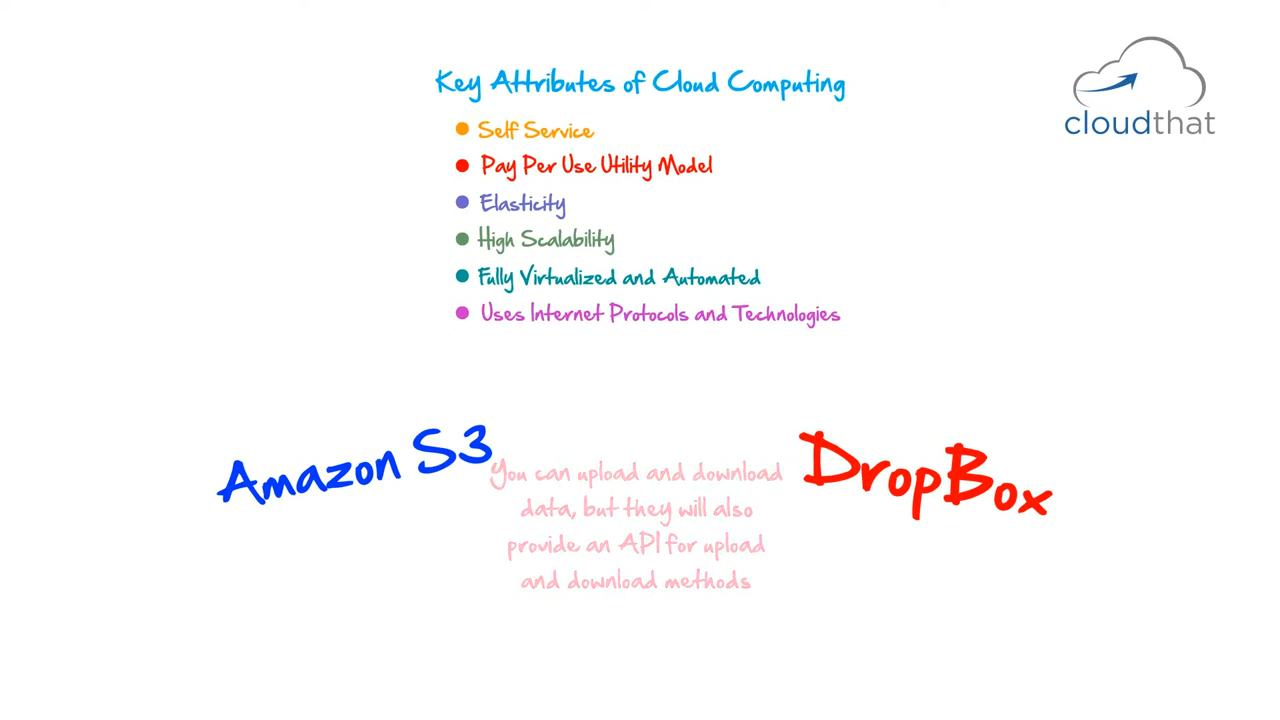 Key Attributes of Cloud Computing
cloudthat
Self Service
Pay Per Use Utility Model
Elasticity
High Scalability
Fully Virtualized and Automated
Uses Internet Protocols and Technologies
Amazon S3
You can upload and download
data, but they will also
provide an API for upload
and download methods
DropBox